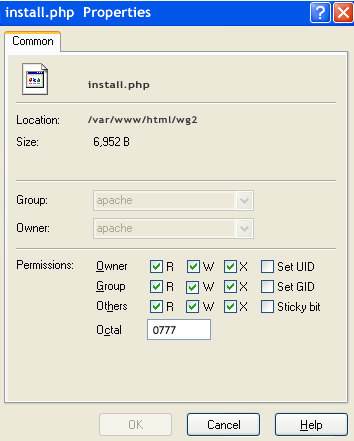 install.php Properties
Common
install.php
Location: /var/www/html/wg2
Size: 6,952 B
Group: apache
Owner: apache
Permissions: Owner R W X Set UID
Group R W X Set GID
Others R W X Sticky bit
Octal 0777
OK Cancel Help